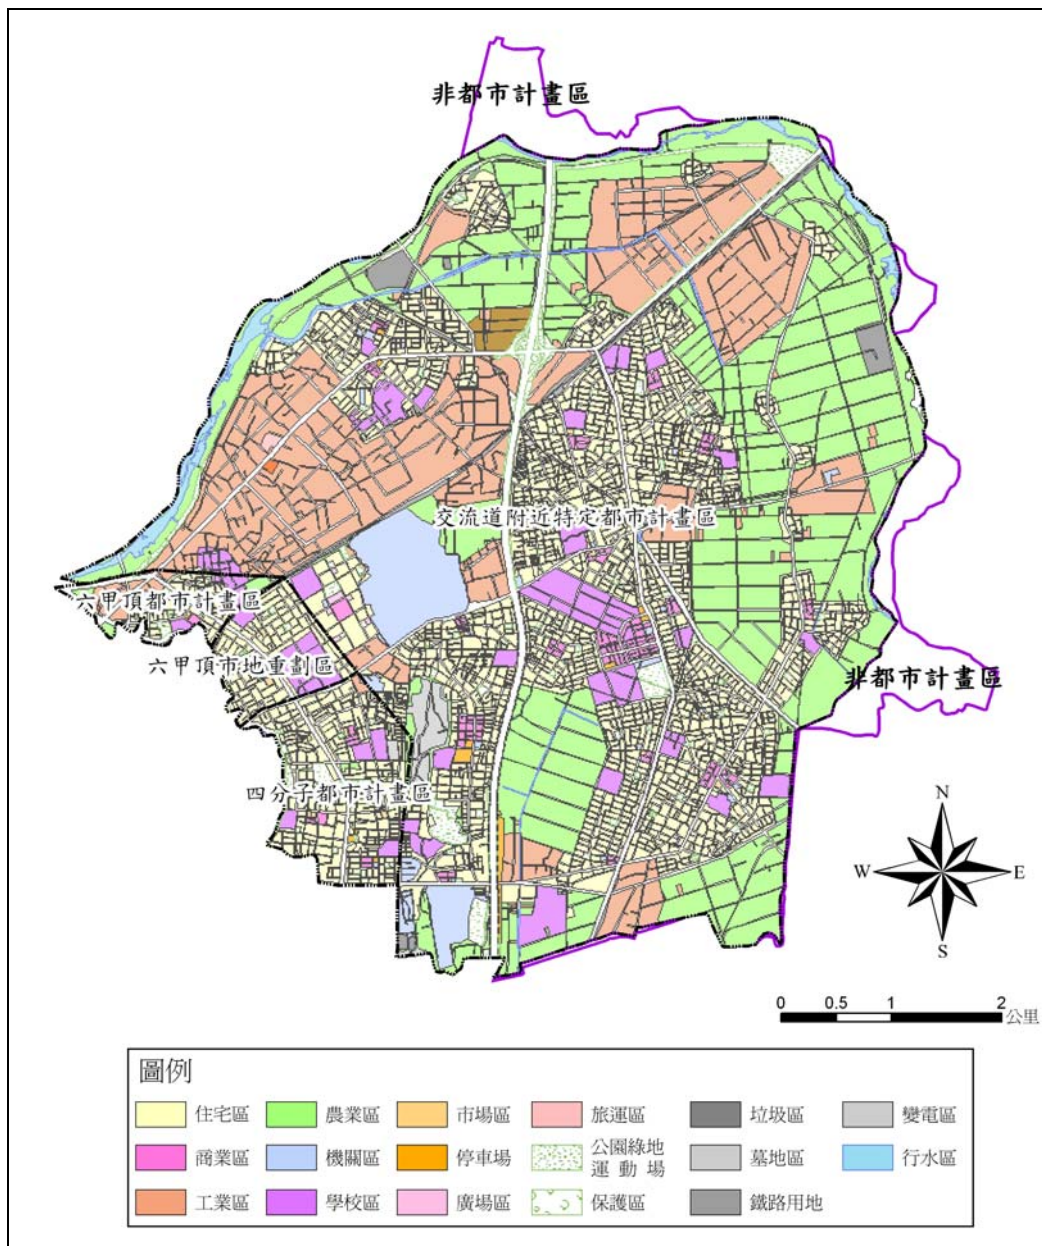 非都市計畫區
交流道附近特定都市計畫區
六甲頂都市計畫區
六甲頂市地重劃區
非都市計畫區
四分子都市計畫區
N
W
E
S
0 0.5 1 2
公里
圖例
住宅區 農業區 市場區 旅運區 垃圾區 變電區
商業區 機關區 停車場 公園綠地 運動場 墓地區 行水區
工業區 學校區 廣場區 保護區 鐵路用地